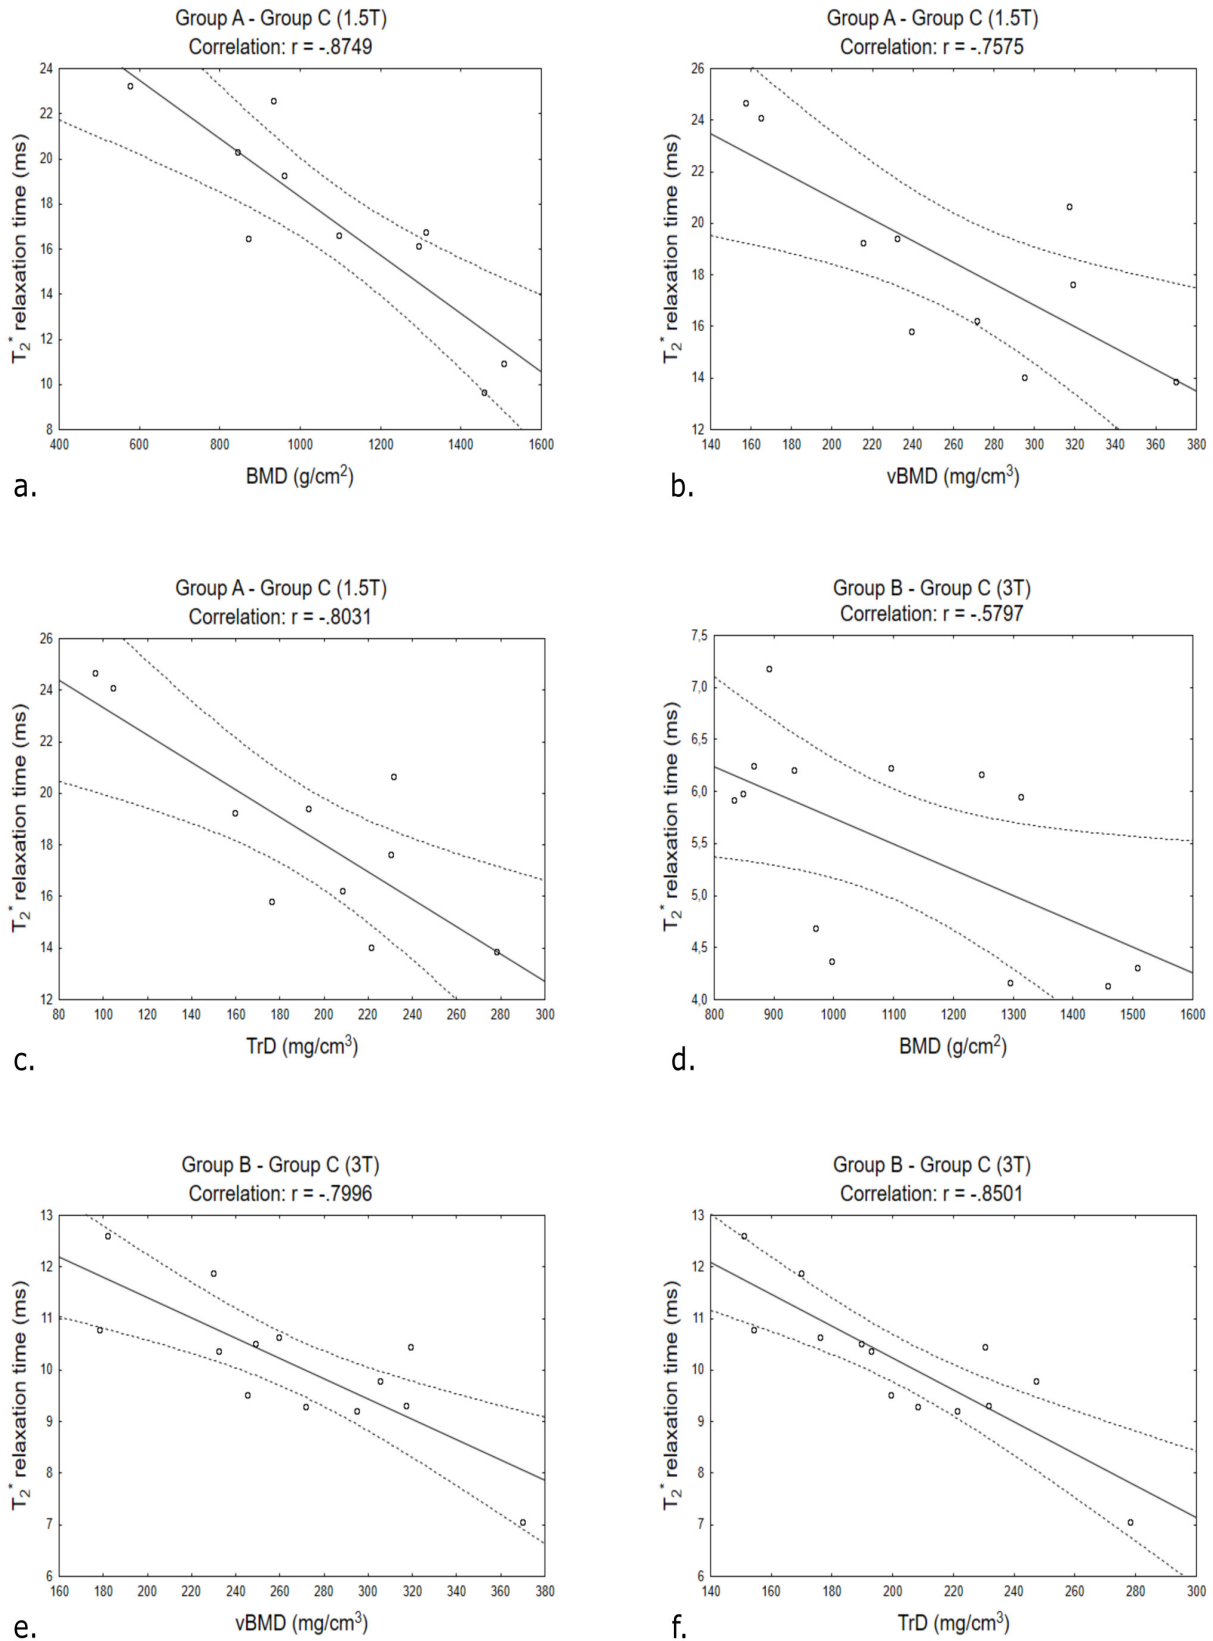 Group A - Group C (1.5T)
Correlation: r = -.8749
24
22
20
18
16
14
12
10
8
T₂* relaxation time (ms)
400 600 800 1000 1200 1400 1600
BMD (g/cm²)
a.
Group A - Group C (1.5T)
Correlation: r = -.7575
26
24
22
20
18
16
14
12
T₂* relaxation time (ms)
140 160 180 200 220 240 260 280 300 320 340 360 380
vBMD (mg/cm³)
b.
Group A - Group C (1.5T)
Correlation: r = -.8031
26
24
22
20
18
16
14
12
T₂* relaxation time (ms)
80 100 120 140 160 180 200 220 240 260 280 300
TrD (mg/cm³)
c.
Group B - Group C (3T)
Correlation: r = -.5797
7,5
7,0
6,5
6,0
5,5
5,0
4,5
4,0
T₂* relaxation time (ms)
800 900 1000 1100 1200 1300 1400 1500 1600
BMD (g/cm²)
d.
Group B - Group C (3T)
Correlation: r = -.7996
13
12
11
10
9
8
7
6
T₂* relaxation time (ms)
160 180 200 220 240 260 280 300 320 340 360 380
vBMD (mg/cm³)
e.
Group B - Group C (3T)
Correlation: r = -.8501
13
12
11
10
9
8
7
6
T₂* relaxation time (ms)
140 160 180 200 220 240 260 280 300
TrD (mg/cm³)
f.